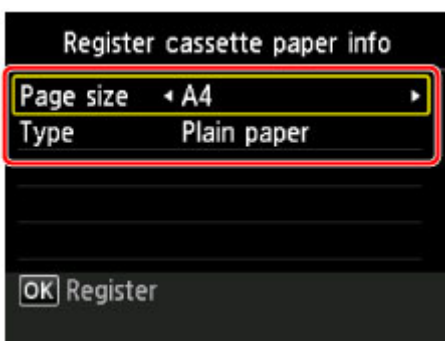 Register cassette paper info
Page size A4
Type Plain paper
OK Register